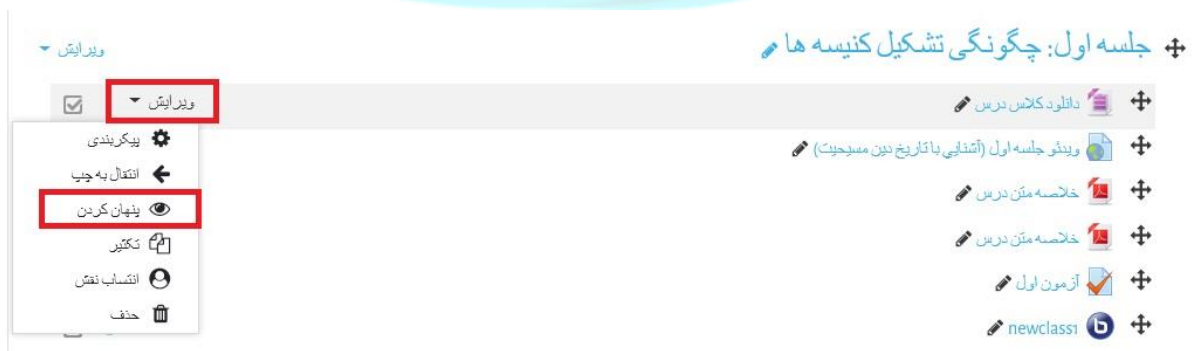 جلسه اول: چگونگی تشکیل کنیسه ها
ویرایش
دانلود کلاس درس
ویرایش
ویدئو جلسه اول (آشنایی با تاریخ دین مسیحیت)
خلاصه متن درس
خلاصه متن درس
آزمون اول
newclass1
پیکربندی
انتقال به چپ
پنهان کردن
تکثیر
انتساب نقش
حذف